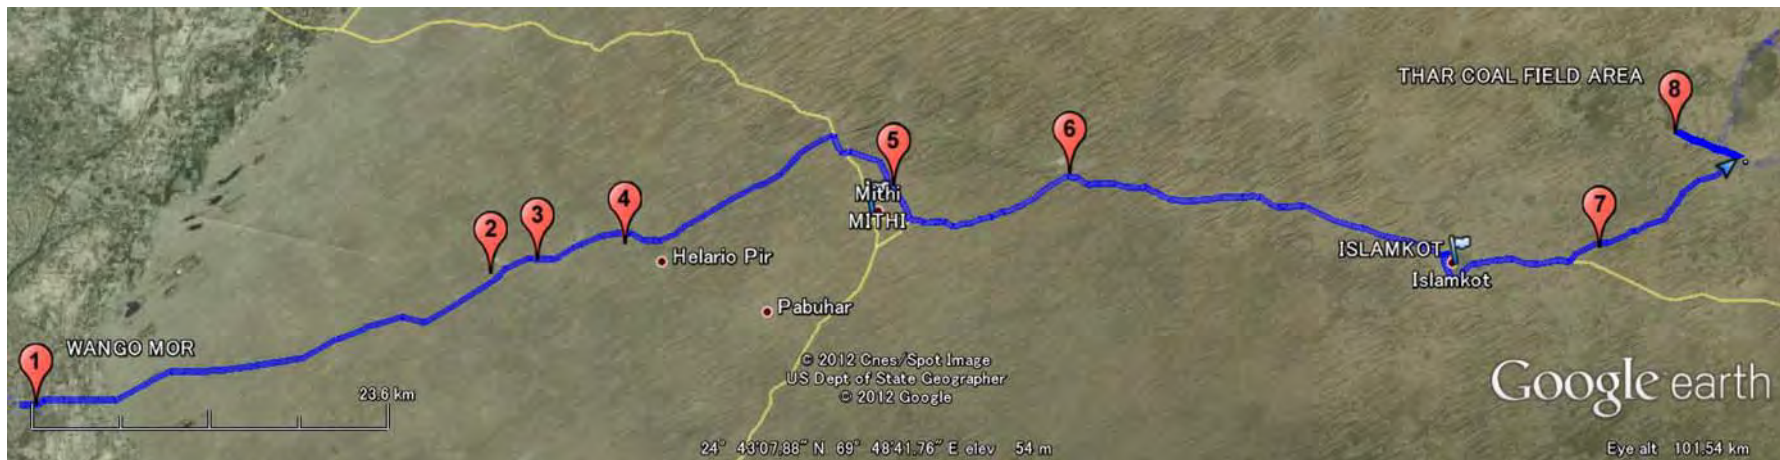 THAR COAL FIELD AREA
8
5
6
Mithi
MITHI
7
4
3
2
Helario Pir
ISLAMKOT
Islamkot
Pabuhar
1
WANGO MOR
© 2012 Cnes/Spot Image
US Dept of State Geographer
© 2012 Google
23.6 km
Google earth
24° 43'07.88" N 69° 48'41.76" E elev 54 m
Eye alt 101.54 km